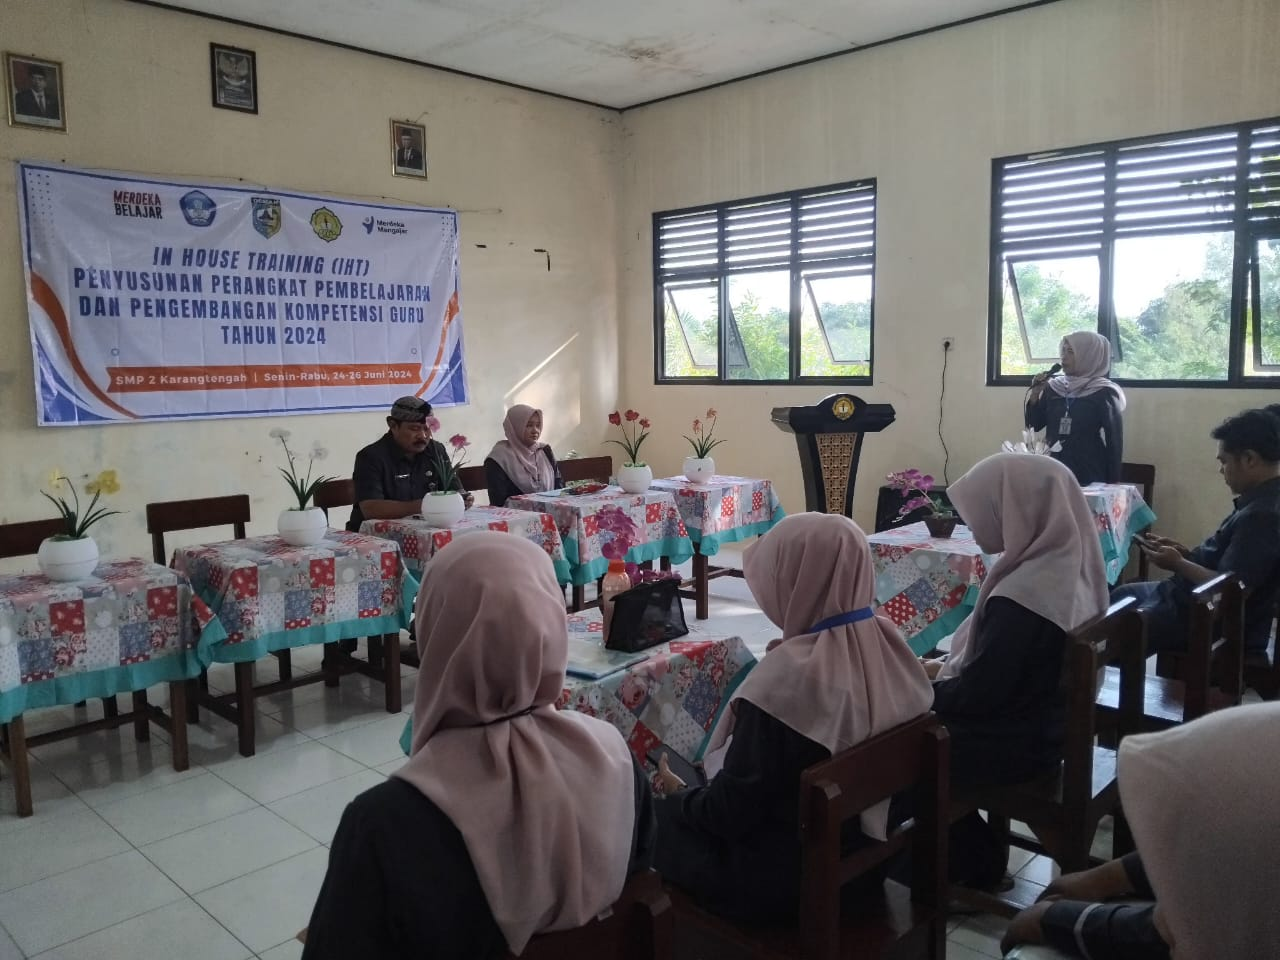 MERDEKA
BELAJAR
Merdeka
Mengajar
IN HOUSE TRAINING (IHT)
PENYUSUNAN PERANGKAT PEMBELAJARAN
DAN PENGEMBANGAN KOMPETENSI GURU
TAHUN 2024
SMP 2 Karangtengah | Senin-Rabu, 24-26 Juni 2024